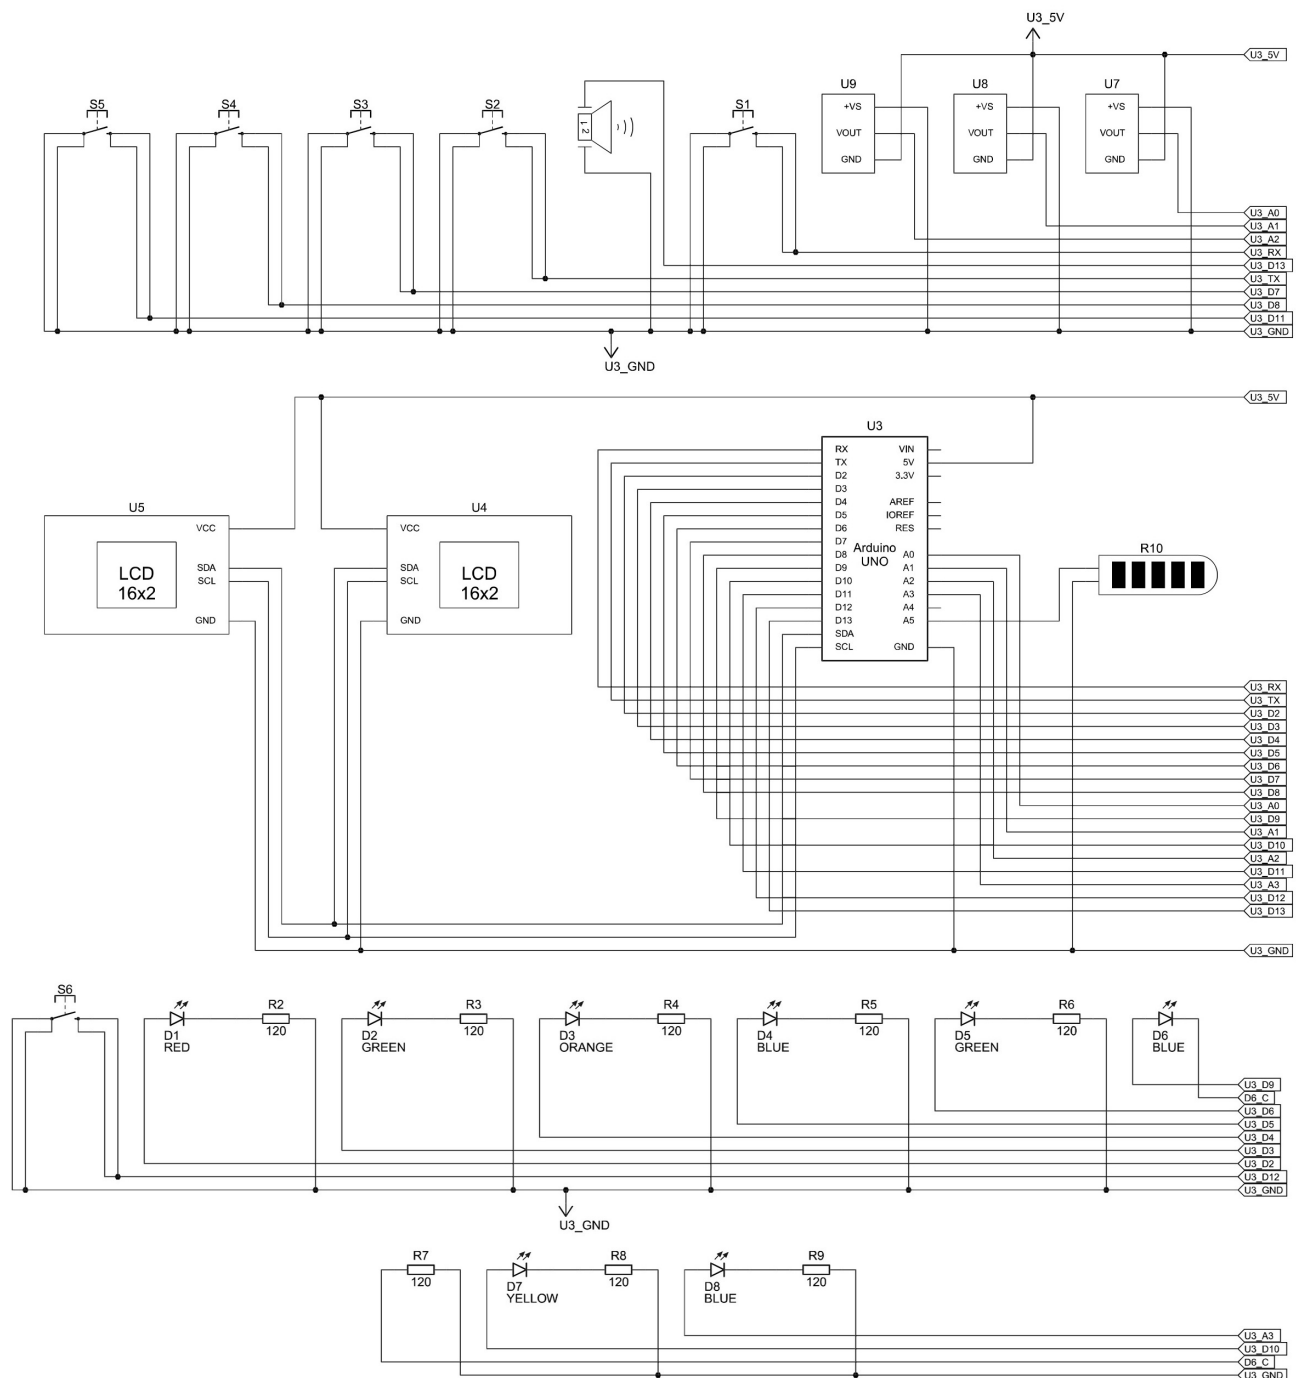 U3_5V
U3_5V
U9
U8
U7
S5
S4
S3
S2
S1
+VS
+VS
+VS
1 2
VOUT
VOUT
VOUT
GND
GND
GND
U3_A0
U3_A1
U3_A2
U3_RX
U3_D13
U3_TX
U3_D7
U3_D8
U3_D11
U3_GND
U3_GND
U3_5V
U3
RX
VIN
TX
5V
D2
3.3V
D3
D4
AREF
D5
IOREF
D6
RES
D7
D8
A0
D9
A1
D10
A2
D11
A3
D12
A4
D13
A5
SDA
SCL
GND
Arduino
UNO
U5
VCC
SDA
SCL
GND
LCD
16x2
U4
VCC
SDA
SCL
GND
LCD
16x2
R10
U3_RX
U3_TX
U3_D2
U3_D3
U3_D4
U3_D5
U3_D6
U3_D7
U3_D8
U3_A0
U3_D9
U3_A1
U3_D10
U3_A2
U3_D11
U3_A3
U3_D12
U3_D13
U3_GND
S6
R2
120
D1
RED
R3
120
D2
GREEN
R4
120
D3
ORANGE
R5
120
D4
BLUE
R6
120
D5
GREEN
D6
BLUE
U3_D9
D6_C
U3_D6
U3_D5
U3_D4
U3_D3
U3_D2
U3_D12
U3_GND
U3_GND
R7
120
D7
YELLOW
R8
120
D8
BLUE
R9
120
U3_A3
U3_D10
D6_C
U3_GND